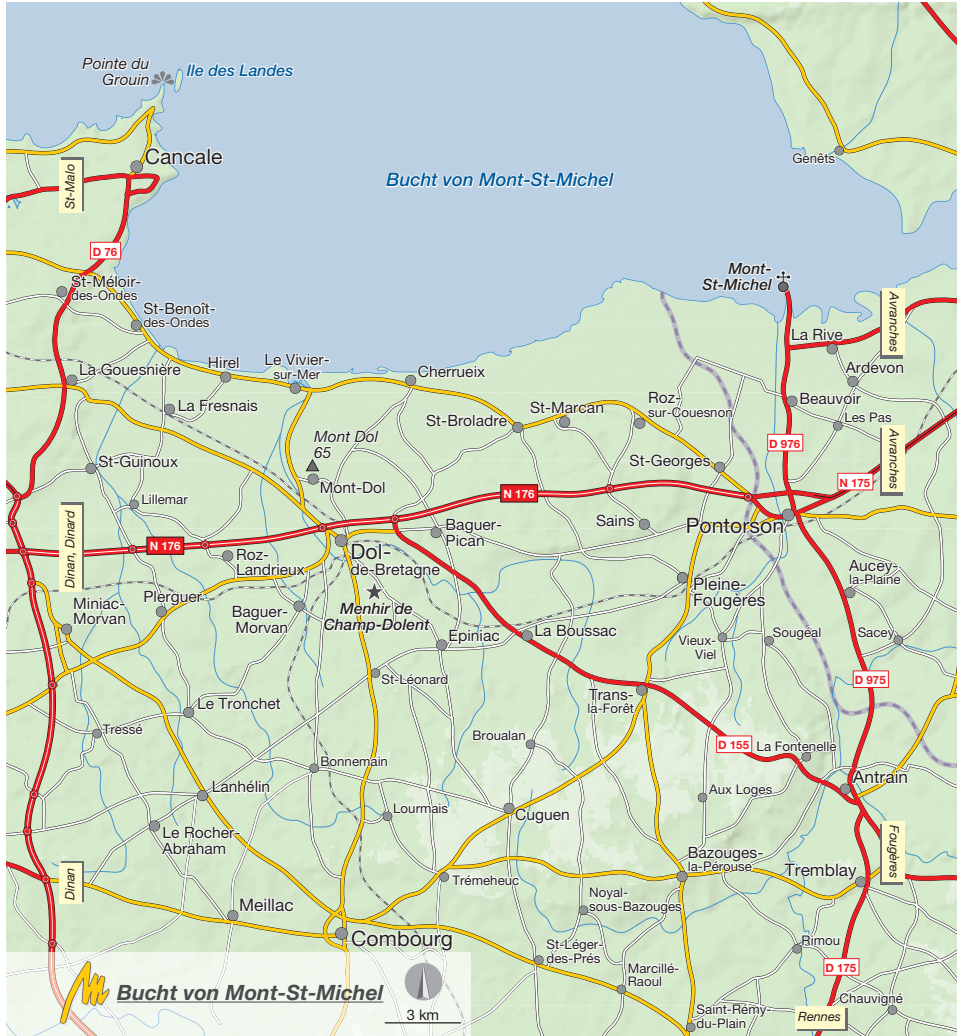 Pointe du
Grouin
Ile des Landes
Cancale
St-Malo
Genêts
Bucht von Mont-St-Michel
D 76
Mont-
St-Michel
St-Méloir-
des-Ondes
St-Benoît-
des-Ondes
Avranches
La Rive
Ardevon
La Gouesnière
Hirel
Le Vivier-
sur-Mer
Cherrueix
La Fresnais
St-Broladre
St-Marcan
Roz-
sur-Couesnon
Beauvoir
Les Pas
Mont Dol
65
D 976
Avranches
St-Guinoux
Mont-Dol
St-Georges
N 175
Lillemar
N 176
Sains
Pontorson
Dinan, Dinard
N 176
Baguer-
Pican
Roz-
Landrieux
Dol-
de-Bretagne
Aucey-
la-Plaine
Pleine-
Fougères
Miniac-
Morvan
Plerguer
Baguer-
Morvan
Menhir de
Champ-Dolent
Epiniac
La Boussac
Vieux-
Viel
Sougéal
Sacey
St-Léonard
D 975
Trans-
la-Forêt
Le Tronchet
Tressé
Broualan
D 155
La Fontenelle
Bonnemain
Antrain
Lanhélin
Aux Loges
Lourmais
Cuguen
Le Rocher-
Abraham
Fougères
Bazouges-
la-Pérouse
Tremblay
Dinan
Trémeheuc
Noyal-
sous-Bazouges
Meillac
Combourg
St-Léger-
des-Prés
Rimou
Marcillé-
Raoul
D 175
Bucht von Mont-St-Michel
3 km
Chauvigné
Saint-Rémy-
du-Plain
Rennes